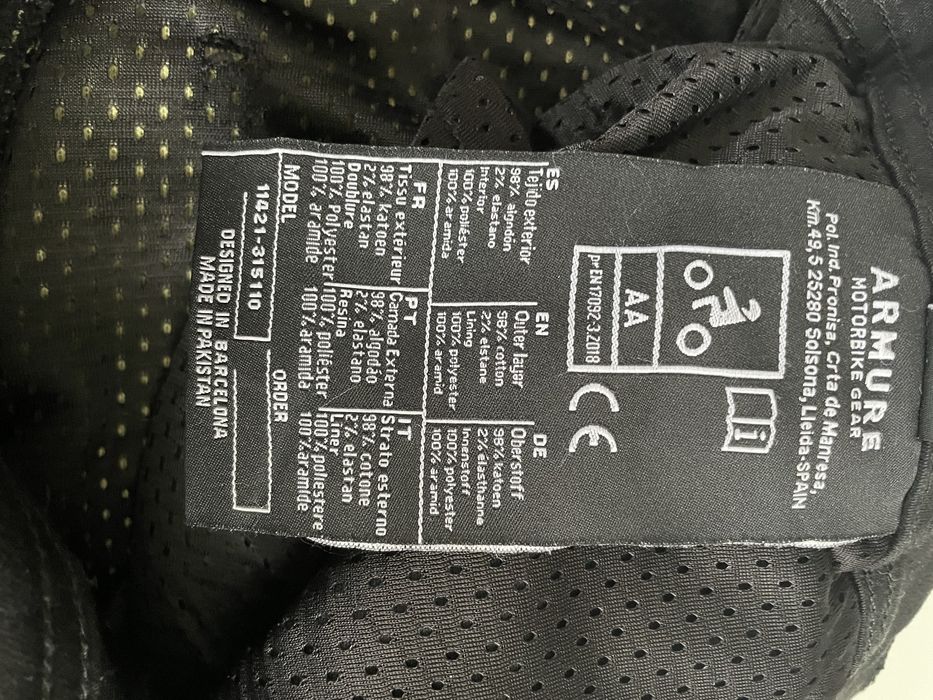 ARMURE
MOTORBIKE GEAR
Pol.Ind.Pronisa, Crta de Manresa,
Km.49,5 25280 Solsona, Lleida-SPAIN
i
AA
prEN17092-3:2018
CE
ES
Tejido exterior
98% algodón
2% elastano
Interior
100% poliéster
100% aramida
EN
Outer layer
98% cotton
2% elstane
Lining
100% polyester
100% aramid
DE
Oberstoff
98% katoen
2% élasthanne
Innenstoff
100% polyester
100% aramid
FR
Tissu extérieur
98% katoen
2% elastan
Doublure
100% Polyester
100% aramide
PT
Camada Externa
98% algodão
2% elastano
Resina
100% poliéster
100% aramida
IT
Strato esterno
98% cotone
2% elastan
Liner
100% poliestere
100% aramide
MODEL
11421-315110
ORDER
DESIGNED IN BARCELONA
MADE IN PAKISTAN